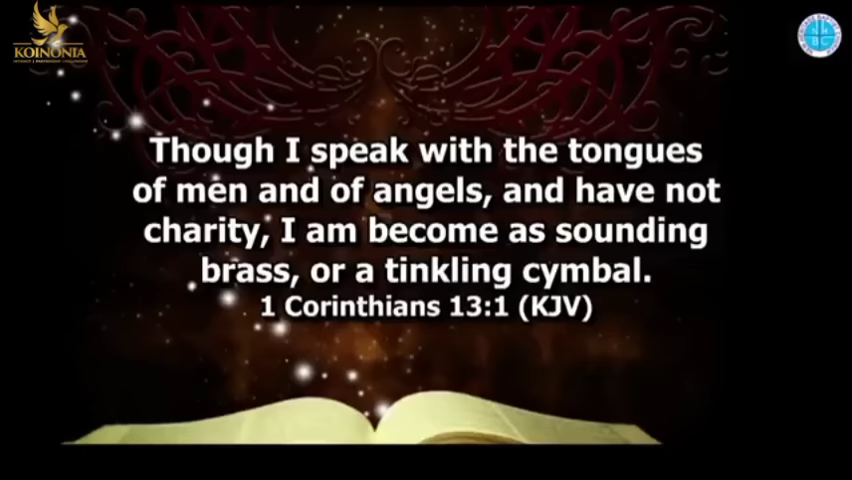 KOINONIA
Though I speak with the tongues
of men and of angels, and have not
charity, I am become as sounding
brass, or a tinkling cymbal.
1 Corinthians 13:1 (KJV)